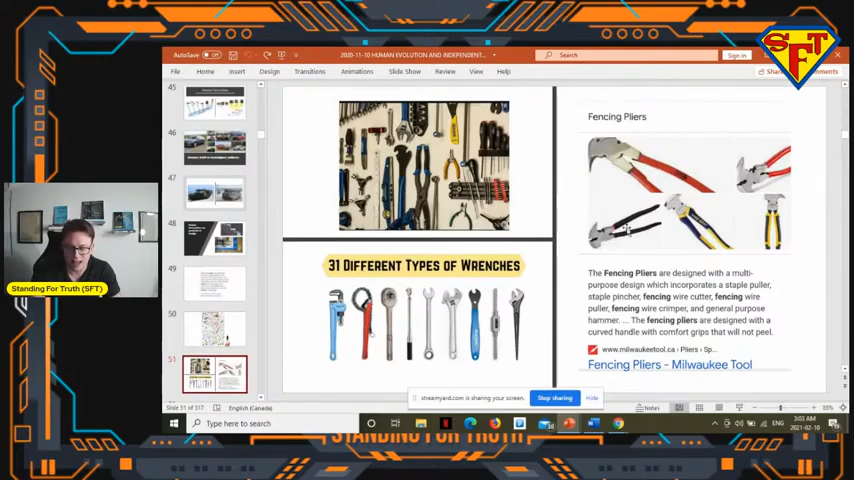 SFT
AutoSave Off
2020-11-10 HUMAN EVOLUTION AND INDEPENDENT...
Search
Sign in
File Home Insert Design Transitions Animations Slide Show Review View Help
Share
Comments
45
46
47
48
49
50
51
Fencing Pliers
31 DIFFERENT TYPES OF WRENCHES
The Fencing Pliers are designed with a multi-
purpose design which incorporates a staple puller,
staple pincher, fencing wire cutter, fencing wire
puller, fencing wire crimper, and general purpose
hammer. ... The fencing pliers are designed with a
curved handle with comfort grips that will not peel.
www.milwaukeetool.ca › Pliers › Sp...
Fencing Pliers - Milwaukee Tool
Standing For Truth (SFT)
streamyard.com is sharing your screen.
Stop sharing
Hide
Slide 51 of 317
English (Canada)
Notes
88%
Type here to search
ENG
3:03 AM
2021-02-10
STANDING FOR TRUTH